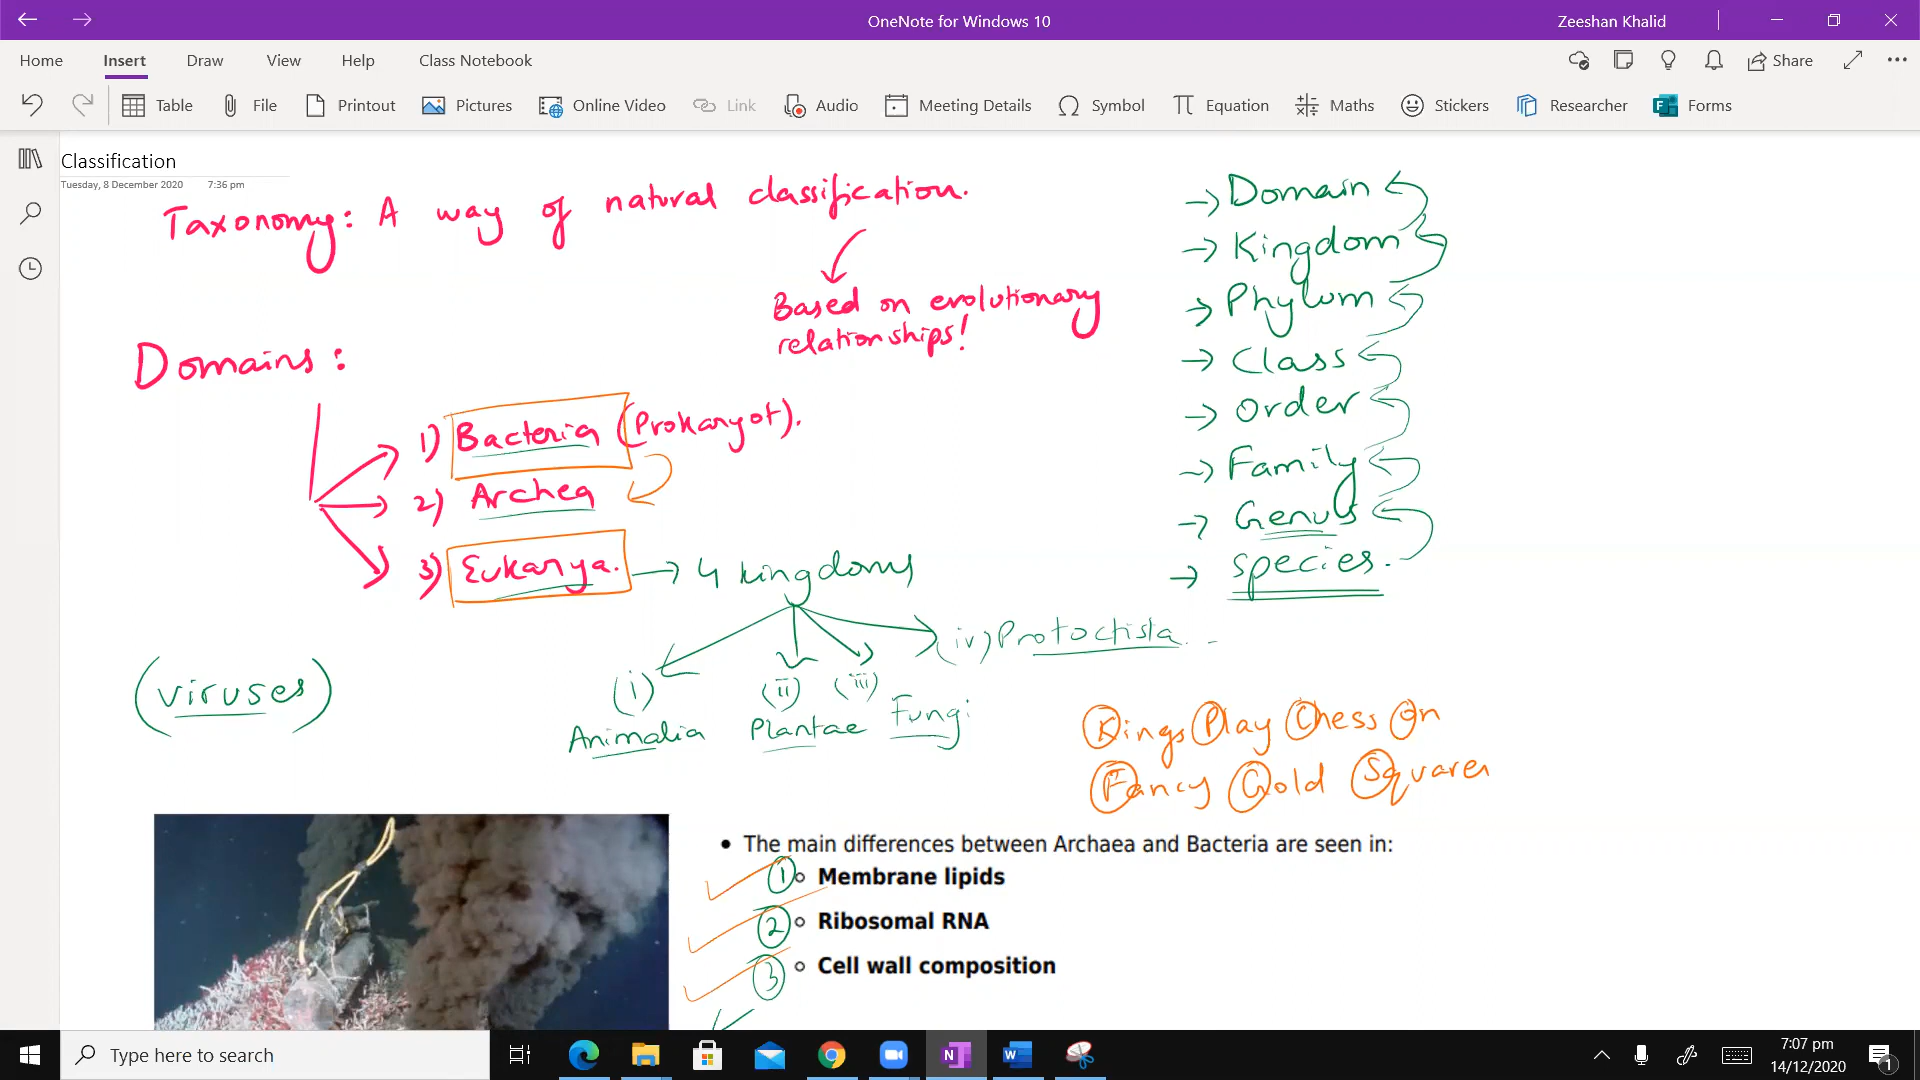 OneNote for Windows 10
Zeeshan Khalid
Home Insert Draw View Help Class Notebook
Share
Table File Printout Pictures Online Video Link Audio Meeting Details Symbol Equation Maths Stickers Researcher Forms
Classification
Tuesday, 8 December 2020 7:36 pm
Taxonomy: A way of natural classification.
Based on evolutionary
relationships!
→ Domain
→ Kingdom
→ Phylum
→ Class
→ Order
→ Family
→ Genus
→ Species.
Domains:
1) Bacteria (Prokaryot).
2) Archea
3) Eukarya. → 4 kingdoms
(i) Animalia
(ii) Plantae
(iii) Fungi
(iv) Protoctista
(viruses)
Kings Play Chess On
Fancy Gold Squares
• The main differences between Archaea and Bacteria are seen in:
1 Membrane lipids
2 Ribosomal RNA
3 Cell wall composition
Type here to search
7:07 pm
14/12/2020
1